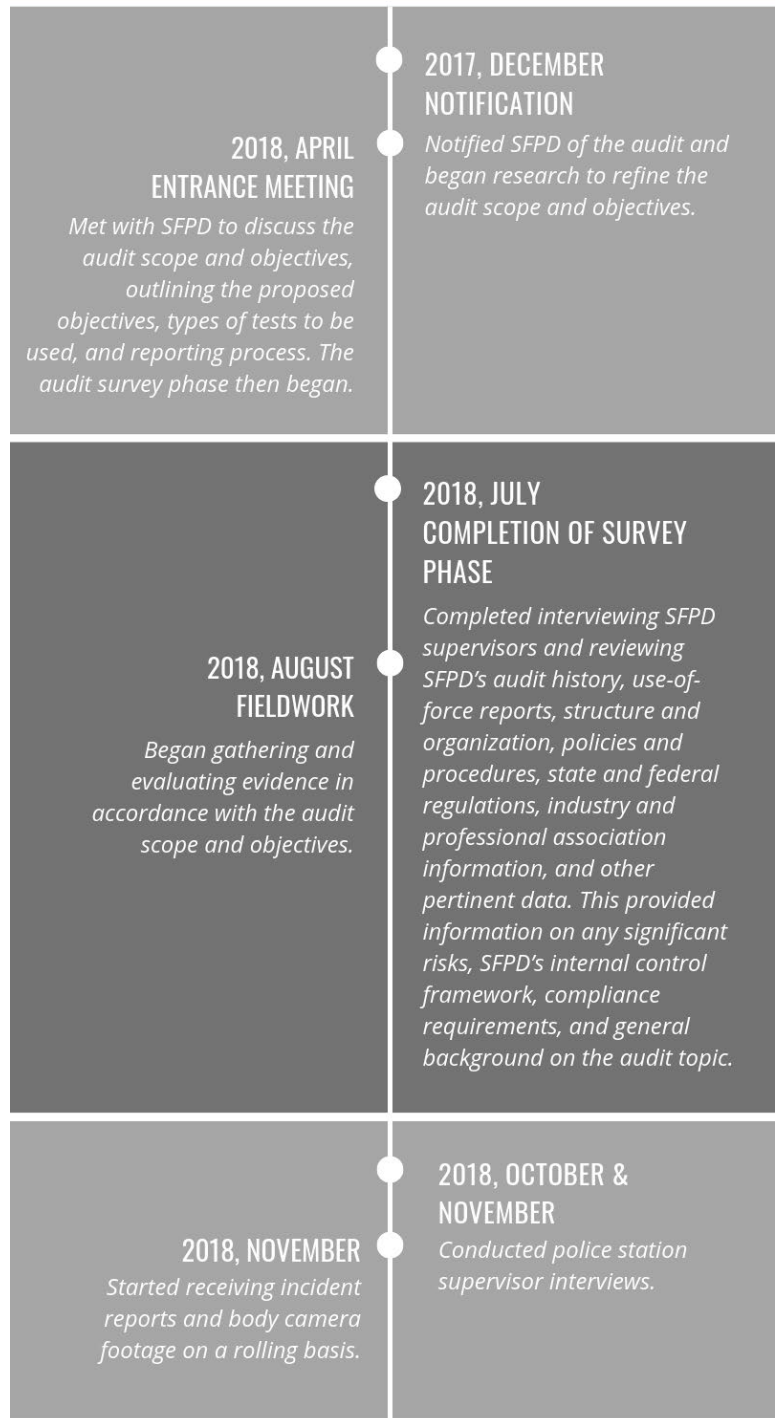 2017, DECEMBER
NOTIFICATION
Notified SFPD of the audit and
began research to refine the
audit scope and objectives.
2018, APRIL
ENTRANCE MEETING
Met with SFPD to discuss the
audit scope and objectives,
outlining the proposed
objectives, types of tests to be
used, and reporting process. The
audit survey phase then began.
2018, JULY
COMPLETION OF SURVEY
PHASE
Completed interviewing SFPD
supervisors and reviewing
SFPD’s audit history, use-of-
force reports, structure and
organization, policies and
procedures, state and federal
regulations, industry and
professional association
information, and other
pertinent data. This provided
information on any significant
risks, SFPD’s internal control
framework, compliance
requirements, and general
background on the audit topic.
2018, AUGUST
FIELDWORK
Began gathering and
evaluating evidence in
accordance with the audit
scope and objectives.
2018, OCTOBER &
NOVEMBER
Conducted police station
supervisor interviews.
2018, NOVEMBER
Started receiving incident
reports and body camera
footage on a rolling basis.